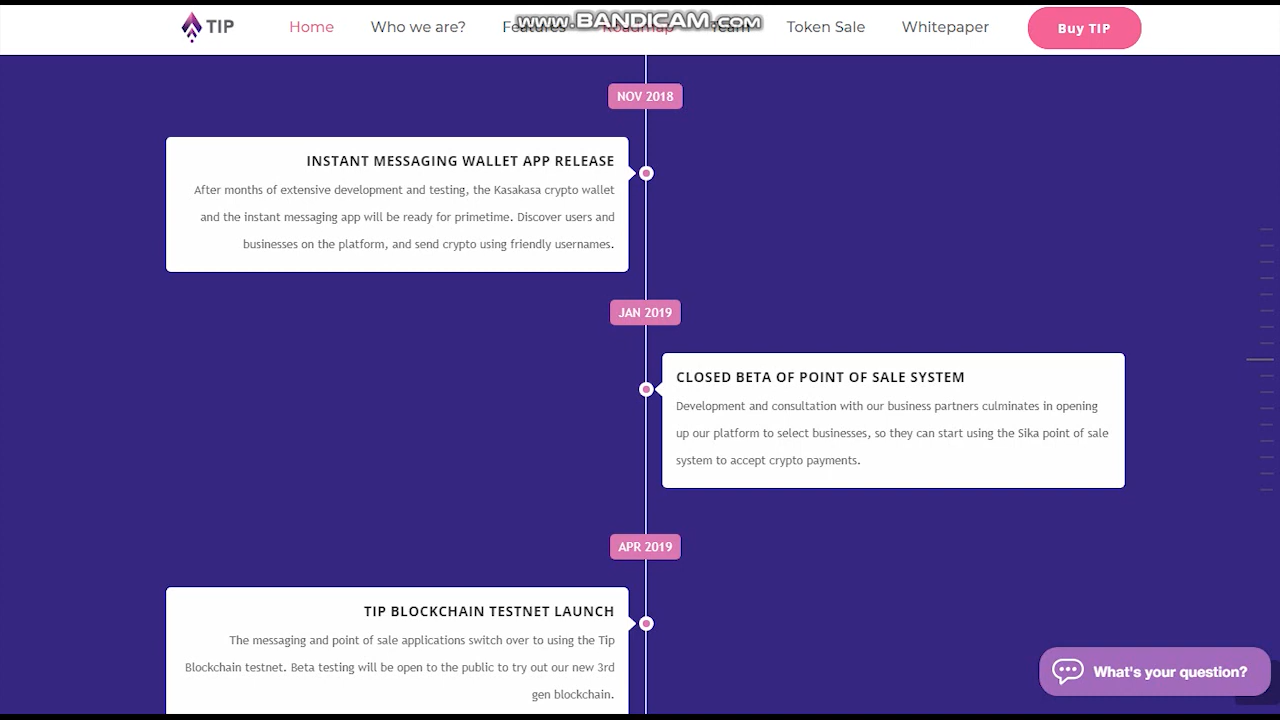 www.BANDICAM.com
TIP Home Who we are? Features Roadmap Team Token Sale Whitepaper Buy TIP
NOV 2018
INSTANT MESSAGING WALLET APP RELEASE
After months of extensive development and testing, the Kasakasa crypto wallet
and the instant messaging app will be ready for primetime. Discover users and
businesses on the platform, and send crypto using friendly usernames.
JAN 2019
CLOSED BETA OF POINT OF SALE SYSTEM
Development and consultation with our business partners culminates in opening
up our platform to select businesses, so they can start using the Sika point of sale
system to accept crypto payments.
APR 2019
TIP BLOCKCHAIN TESTNET LAUNCH
The messaging and point of sale applications switch over to using the Tip
Blockchain testnet. Beta testing will be open to the public to try out our new 3rd
gen blockchain.
What's your question?